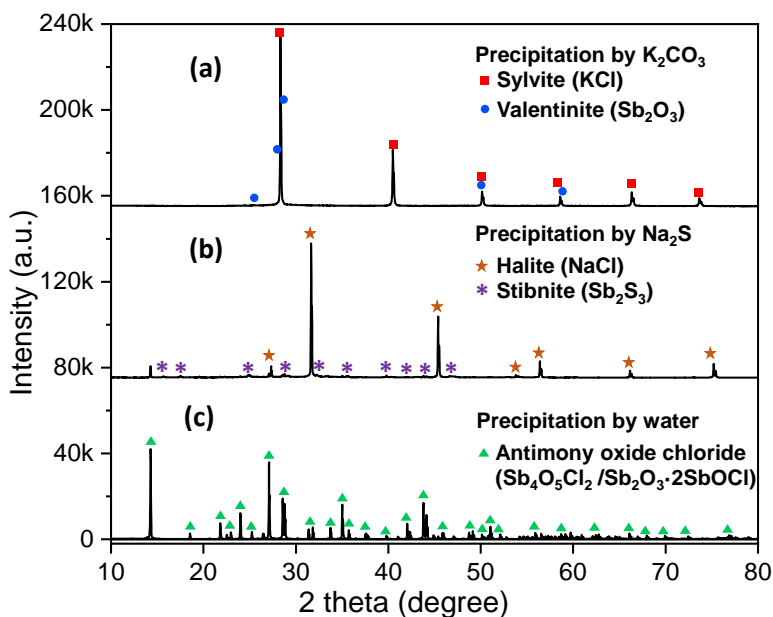 240k
200k
160k
120k
80k
40k
0
Intensity (a.u.)
(a)
Precipitation by K₂CO₃
Sylvite (KCl)
Valentinite (Sb₂O₃)
(b)
Precipitation by Na₂S
Halite (NaCl)
Stibnite (Sb₂S₃)
(c)
Precipitation by water
Antimony oxide chloride
(Sb₄O₅Cl₂ /Sb₂O₃·2SbOCl)
10 20 30 40 50 60 70 80
2 theta (degree)